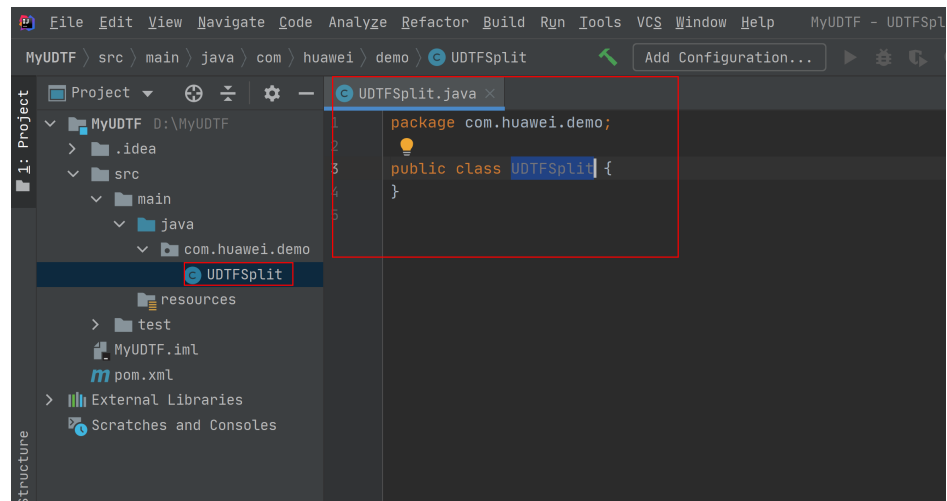 File Edit View Navigate Code Analyze Refactor Build Run Tools VCS Window Help MyUDTF - UDTFSpl
MyUDTF src main java com huawei demo UDTFSplit Add Configuration...
1: Project
Project
UDTFSplit.java
MyUDTF D:\MyUDTF
.idea
src
main
java
com.huawei.demo
UDTFSplit
resources
test
MyUDTF.iml
pom.xml
External Libraries
Scratches and Consoles
1 package com.huawei.demo;
2
3 public class UDTFSplit {
4 }
5
Structure